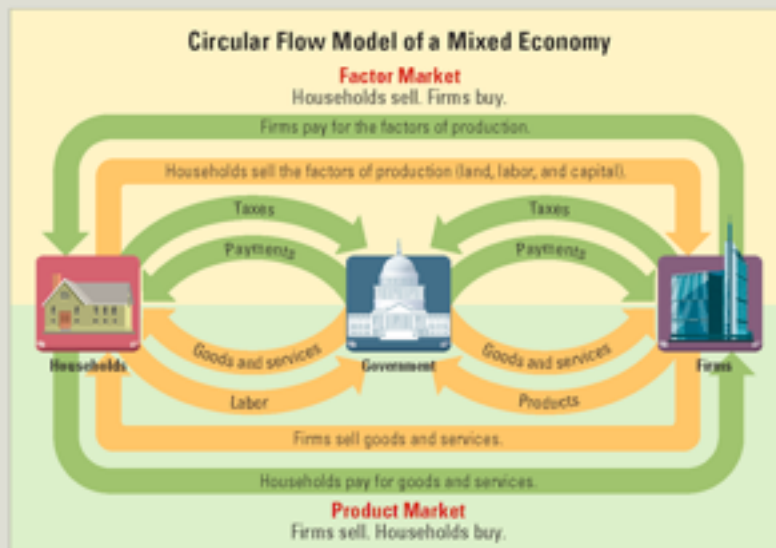 Circular Flow Model of a Mixed Economy
Factor Market
Households sell. Firms buy.
Firms pay for the factors of production.
Households sell the factors of production (land, labor, and capital).
Taxes
Taxes
Payments
Payments
Households
Government
Firms
Goods and services
Goods and services
Labor
Products
Firms sell goods and services.
Households pay for goods and services.
Product Market
Firms sell. Households buy.